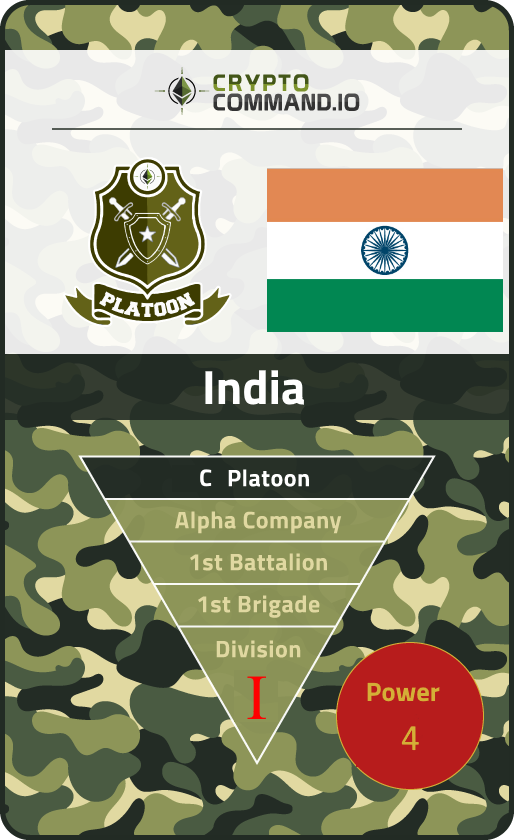 CRYPTO
COMMAND.IO
PLATOON
India
C Platoon
Alpha Company
1st Battalion
1st Brigade
Division
I
Power
4